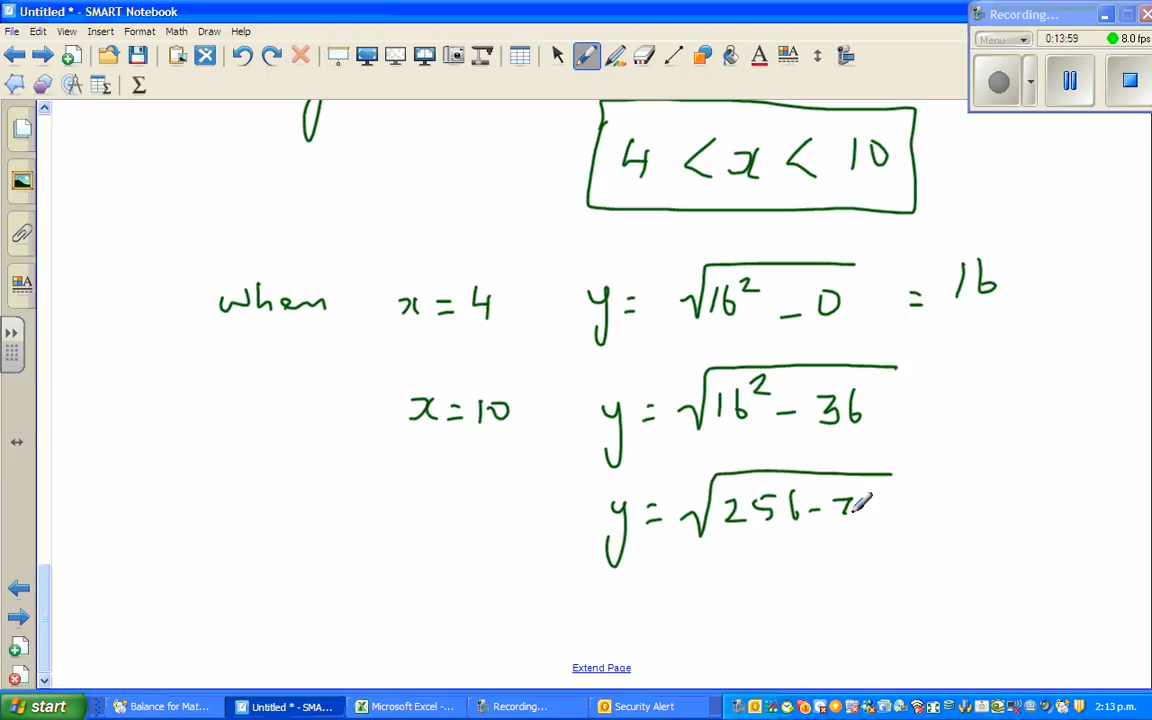 Untitled * - SMART Notebook
Recording...
File Edit View Insert Format Math Draw Help
Menu 0:13:59 8.0 fps
4 < x < 10
when x = 4 y = √16² - 0 = 16
x = 10 y = √16² - 36
y = √256 - 3
Extend Page
start Balance for Mat... Untitled * - SMA... Microsoft Excel -... Recording... Security Alert 2:13 p.m.